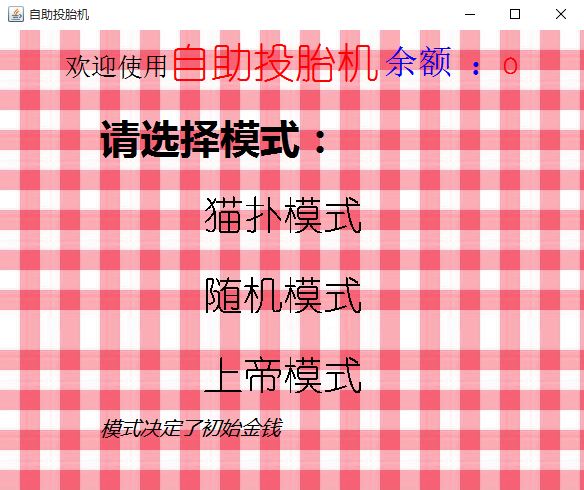 自助投胎机
欢迎使用自助投胎机 余额：0
请选择模式：
猫扑模式
随机模式
上帝模式
模式决定了初始金钱